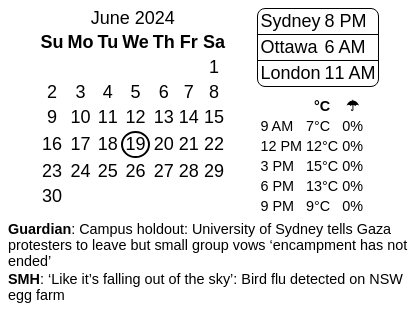 June 2024
Su Mo Tu We Th Fr Sa
1
2 3 4 5 6 7 8
9 10 11 12 13 14 15
16 17 18 19 20 21 22
23 24 25 26 27 28 29
30
Sydney 8 PM
Ottawa 6 AM
London 11 AM
°C ☂
9 AM 7°C 0%
12 PM 12°C 0%
3 PM 15°C 0%
6 PM 13°C 0%
9 PM 9°C 0%
Guardian: Campus holdout: University of Sydney tells Gaza
protesters to leave but small group vows ‘encampment has not
ended’
SMH: ‘Like it’s falling out of the sky’: Bird flu detected on NSW
egg farm